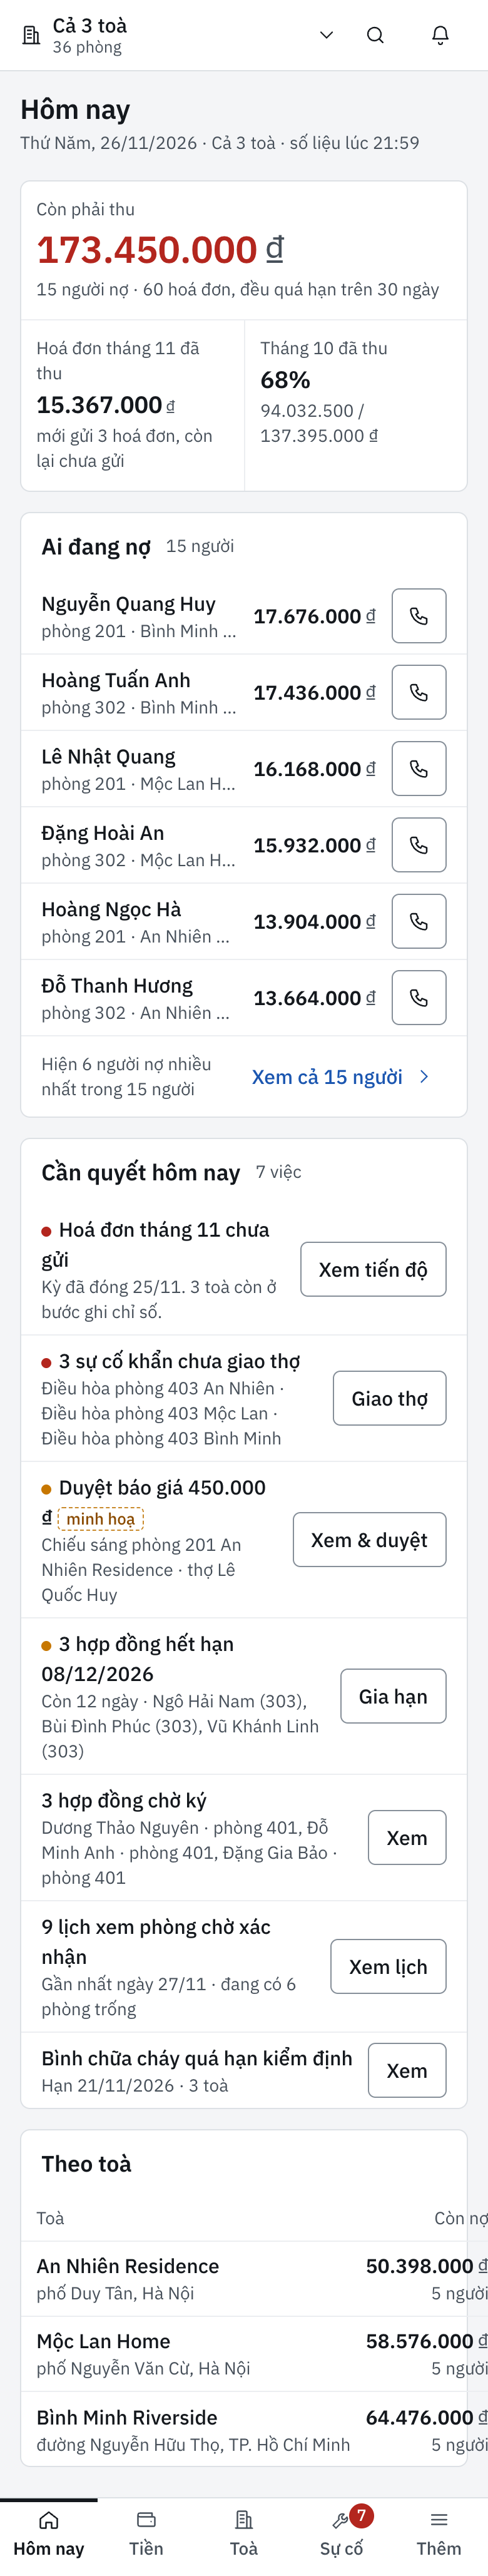 Cả 3 toà
36 phòng
Hôm nay
Thứ Năm, 26/11/2026 · Cả 3 toà · số liệu lúc 21:59
Còn phải thu
173.450.000 ₫
15 người nợ · 60 hoá đơn, đều quá hạn trên 30 ngày
Hoá đơn tháng 11 đã
thu
15.367.000 ₫
mới gửi 3 hoá đơn, còn
lại chưa gửi
Tháng 10 đã thu
68%
94.032.500 /
137.395.000 ₫
Ai đang nợ 15 người
Nguyễn Quang Huy
phòng 201 · Bình Minh ...
17.676.000 ₫
Hoàng Tuấn Anh
phòng 302 · Bình Minh ...
17.436.000 ₫
Lê Nhật Quang
phòng 201 · Mộc Lan H...
16.168.000 ₫
Đặng Hoài An
phòng 302 · Mộc Lan H...
15.932.000 ₫
Hoàng Ngọc Hà
phòng 201 · An Nhiên ...
13.904.000 ₫
Đỗ Thanh Hương
phòng 302 · An Nhiên ...
13.664.000 ₫
Hiện 6 người nợ nhiều
nhất trong 15 người
Xem cả 15 người
Cần quyết hôm nay 7 việc
Hoá đơn tháng 11 chưa
gửi
Kỳ đã đóng 25/11. 3 toà còn ở
bước ghi chỉ số.
Xem tiến độ
3 sự cố khẩn chưa giao thợ
Điều hòa phòng 403 An Nhiên ·
Điều hòa phòng 403 Mộc Lan ·
Điều hòa phòng 403 Bình Minh
Giao thợ
Duyệt báo giá 450.000
₫ minh hoạ
Chiếu sáng phòng 201 An
Nhiên Residence · thợ Lê
Quốc Huy
Xem & duyệt
3 hợp đồng hết hạn
08/12/2026
Còn 12 ngày · Ngô Hải Nam (303),
Bùi Đình Phúc (303), Vũ Khánh Linh
(303)
Gia hạn
3 hợp đồng chờ ký
Dương Thảo Nguyên · phòng 401, Đỗ
Minh Anh · phòng 401, Đặng Gia Bảo ·
phòng 401
Xem
9 lịch xem phòng chờ xác
nhận
Gần nhất ngày 27/11 · đang có 6
phòng trống
Xem lịch
Bình chữa cháy quá hạn kiểm định
Hạn 21/11/2026 · 3 toà
Xem
Theo toà
Toà Còn nợ
An Nhiên Residence
phố Duy Tân, Hà Nội
50.398.000 ₫
5 người
Mộc Lan Home
phố Nguyễn Văn Cừ, Hà Nội
58.576.000 ₫
5 người
Bình Minh Riverside
đường Nguyễn Hữu Thọ, TP. Hồ Chí Minh
64.476.000 ₫
5 người
7
Hôm nay Tiền Toà Sự cố Thêm